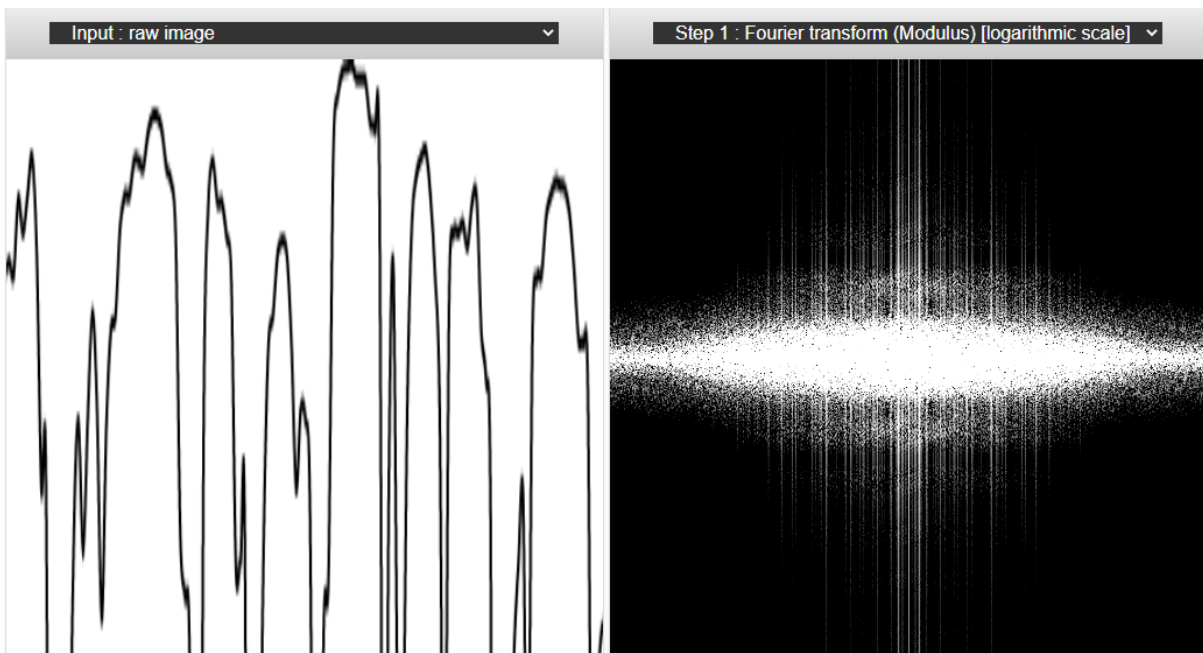 Input : raw image
Step 1 : Fourier transform (Modulus) [logarithmic scale]